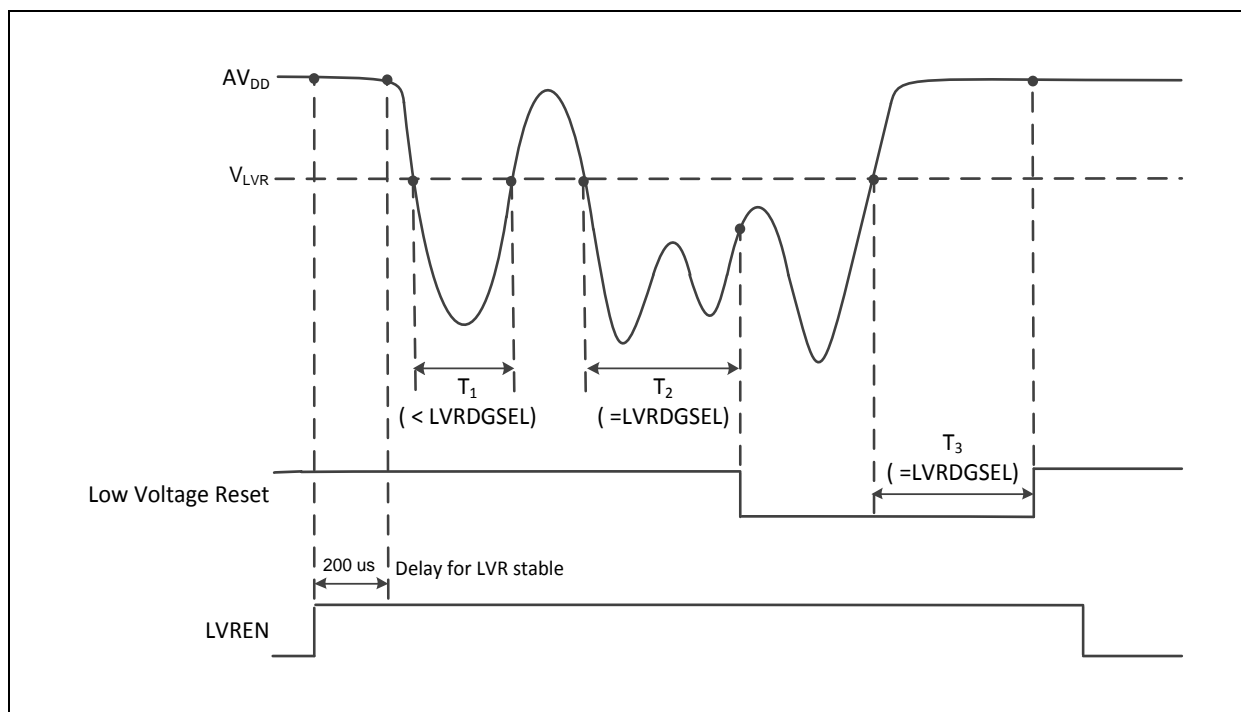 AVDD
VLVR
T1
( < LVRDGSEL)
T2
( =LVRDGSEL)
T3
( =LVRDGSEL)
Low Voltage Reset
200 us
Delay for LVR stable
LVREN